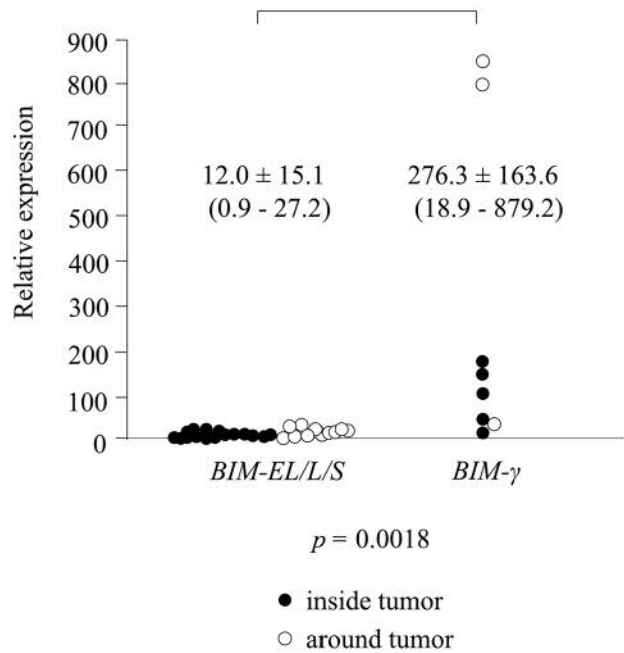 900
800
700
600
500
400
300
200
100
0
Relative expression
12.0 ± 15.1
(0.9 - 27.2)
276.3 ± 163.6
(18.9 - 879.2)
BIM-EL/L/S
BIM-γ
p = 0.0018
inside tumor
around tumor